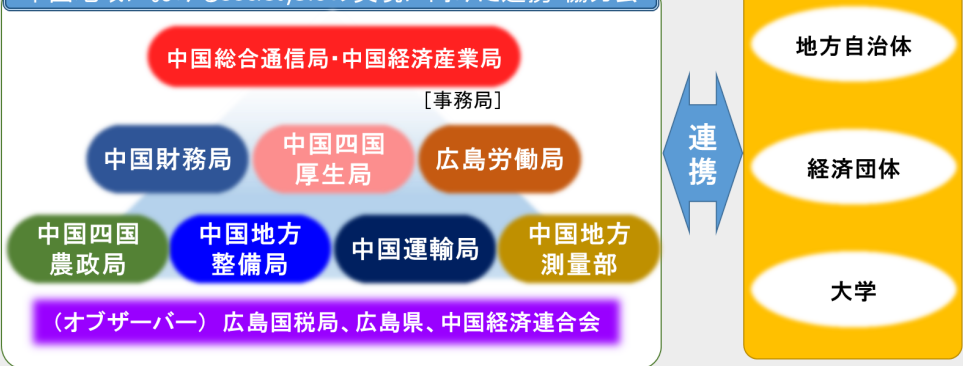 中国総合通信局・中国経済産業局
[事務局]
中国財務局
中国四国
厚生局
広島労働局
中国四国
農政局
中国地方
整備局
中国運輸局
中国地方
測量部
(オブザーバー) 広島国税局、広島県、中国経済連合会
連
携
地方自治体
経済団体
大学